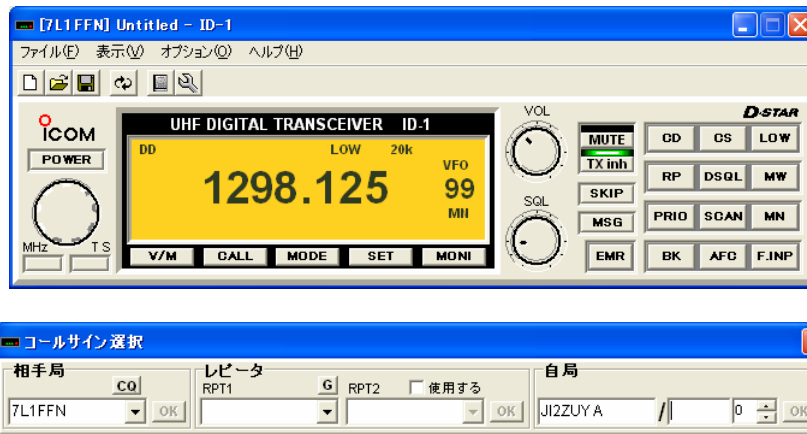 [7L1FFN] Untitled - ID-1
ファイル(F) 表示(V) オプション(O) ヘルプ(H)
ICOM
POWER
MHz TS
UHF DIGITAL TRANSCEIVER ID-1
DD LOW 20k
VFO
1298.125 99
MN
V/M CALL MODE SET MONI
VOL
SQL
MUTE
TX inh
SKIP
MSG
EMR
D-STAR
CD CS LOW
RP DSQL MW
PRIO SCAN MN
BK AFC F.INP
コールサイン選択
相手局 レピータ 自局
CQ RPT1 G RPT2 使用する
7L1FFN OK OK JI2ZUY A / 0 OK